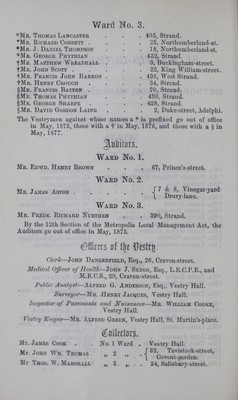 Ward No. 3.
*Mr. Thomas Lancaster . . 405, Strand.
§Mr. Richard Corbett . . . 25, Northumberland-st.
*Mr. J. Daniel Thompson . . 18, Northumberland-st.
*Mr. George Phythian . . . 432, Strand.
†Mr. Matthew Wreathall . . 3, Buckingham-street.
*Mr. John Scott . . . . 22, King William-street.
†Mr. Francis John Barron . . 436, West Strand.
†Mr. Henry Crouch . . . 34, Strand.
§Mr. Francis Batten . . . 70, Strand.
§Mr. Thomas Phythian . . 430, Strand.
§Mr. George Sharpe . . . 428, Strand.
§Mr. David Gordon Laing . . 2, Duke-street, Adelphi.
The Vestrymen against whose names a * is prefixed go out of office
in May, 1875, those with a † in May, 1876, and those with a § in
May, 1877.
Auditors.
Ward No. 1.
Mr. Edwd. Henry Brown . . 67, Prince's-street.
Ward No. 2.
Mr. James Aston . . . { 7 & 8, Vinegar-yard
Drury-lane.
Ward No. 3.
Mr. Fredk. Richard Newthen . . 390, Strand.
By the 12th Section of the Metropolis Local Management Act, the
Auditors go out of office in May, 1875.
Officers of the Vestry.
Clerk—John Dangerfield, Esq., 26, Craven-street.
Medical Officer of Health—John J. Skegg, Esq., L.R.C.P.E., and
M.R.C.S., 29, Craven-street.
Public Analyst—Alfred G. Anderson, Esq., Vestry Hall.
Surveyor—Mr. Henry Jacques, Vestry Hall.
Inspector of Pavements and Nuisances—Mr. William Cooke,
Vestry Hall.
Vestry Keeper—Mr. Alfred Green, Vestry Hall, St. Martin's-place.
Collectors.
Mr. James Cook . No. 1 Ward . Vestry Hall.
Mr. John Wm. Thomas „ 2 „ . { 32, Tavistock-street,
Covent-garden.
Mr Thos. W. Marshall „ 3 „ . 24, Salisbury-street.